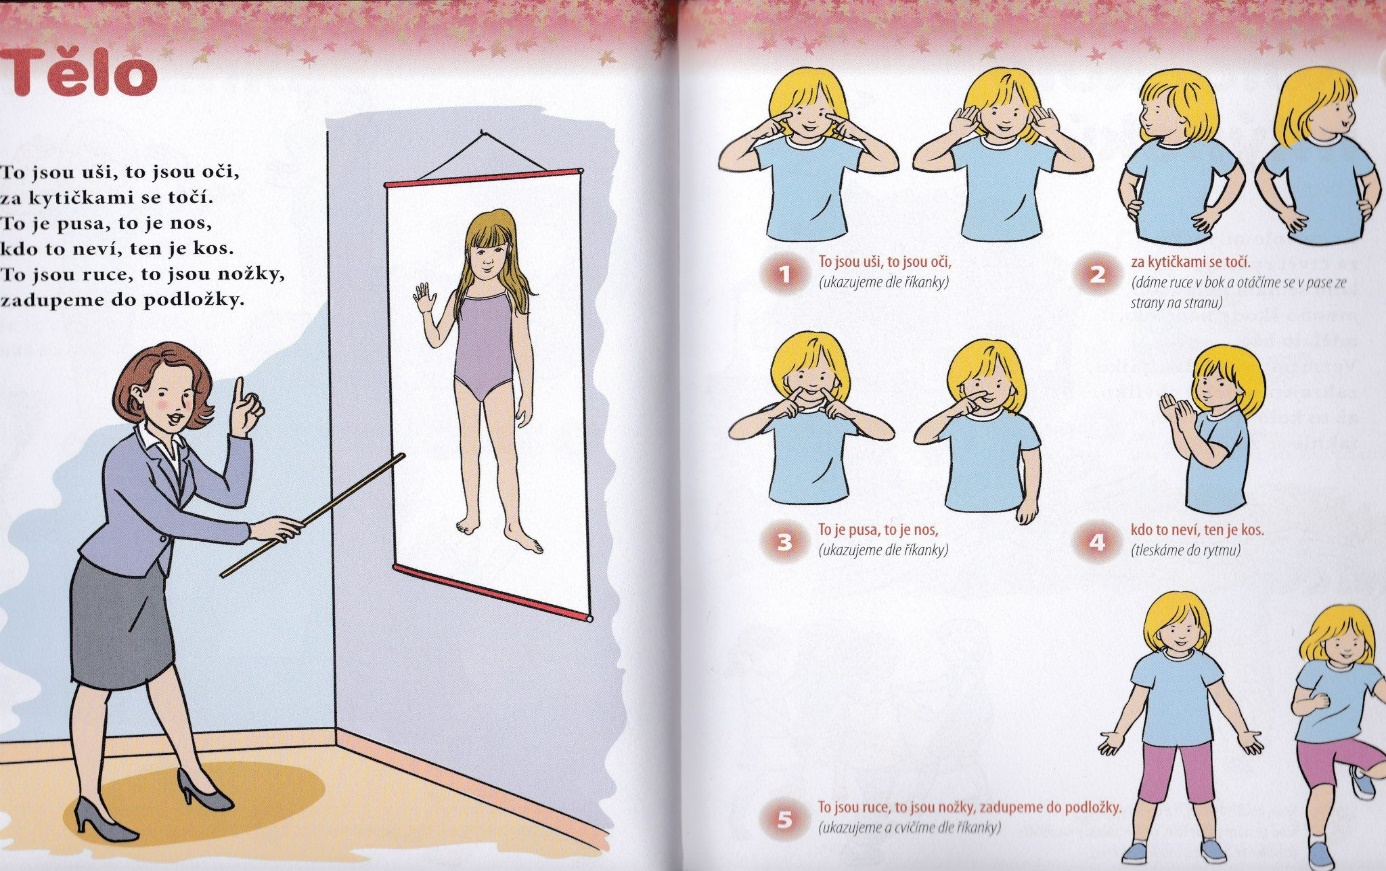 Tělo
To jsou uši, to jsou oči,
za kytičkami se točí.
To je pusa, to je nos,
kdo to neví, ten je kos.
To jsou ruce, to jsou nožky,
zadupeme do podložky.
1 To jsou uši, to jsou oči,
(ukazujeme dle říkanky)
2 za kytičkami se točí.
(dáme ruce v bok a otáčíme se v pase ze
strany na stranu)
3 To je pusa, to je nos,
(ukazujeme dle říkanky)
4 kdo to neví, ten je kos.
(tleskáme do rytmu)
5 To jsou ruce, to jsou nožky, zadupeme do podložky.
(ukazujeme a cvičíme dle říkanky)